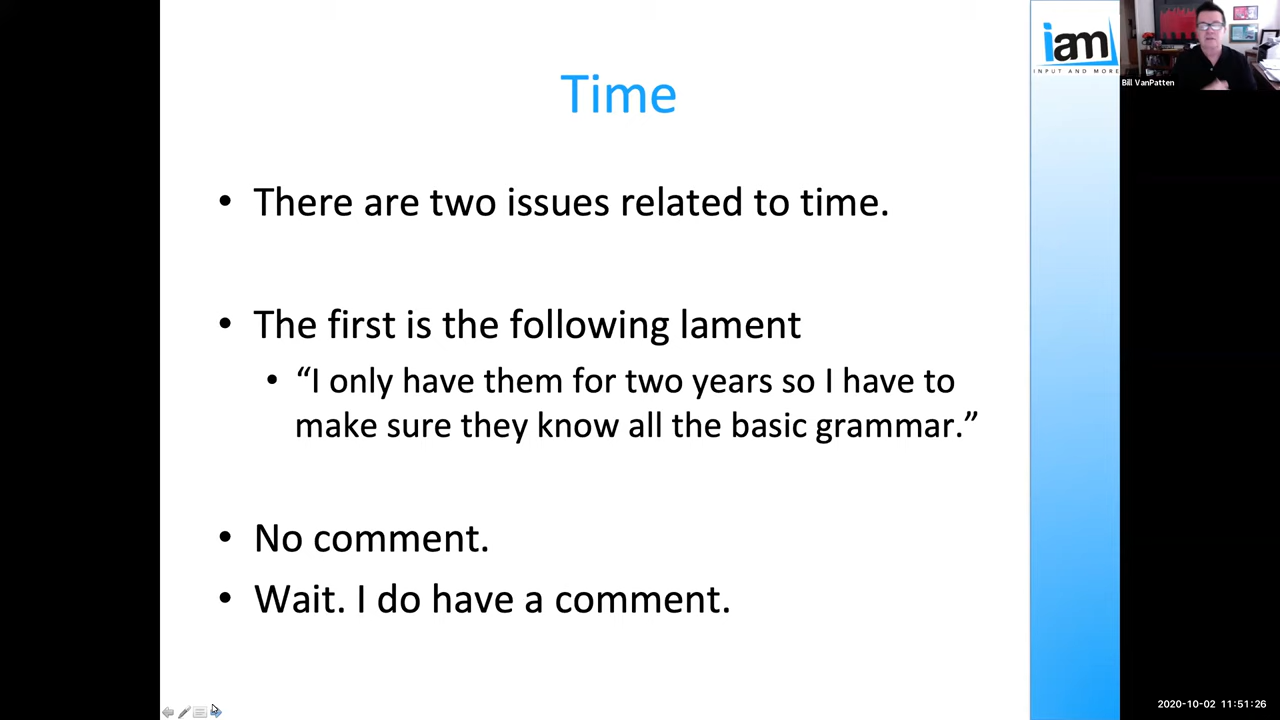 Time
• There are two issues related to time.
• The first is the following lament
• “I only have them for two years so I have to
make sure they know all the basic grammar.”
• No comment.
• Wait. I do have a comment.
iam
INPUT AND MORE
Bill VanPatten
2020-10-02 11:51:26